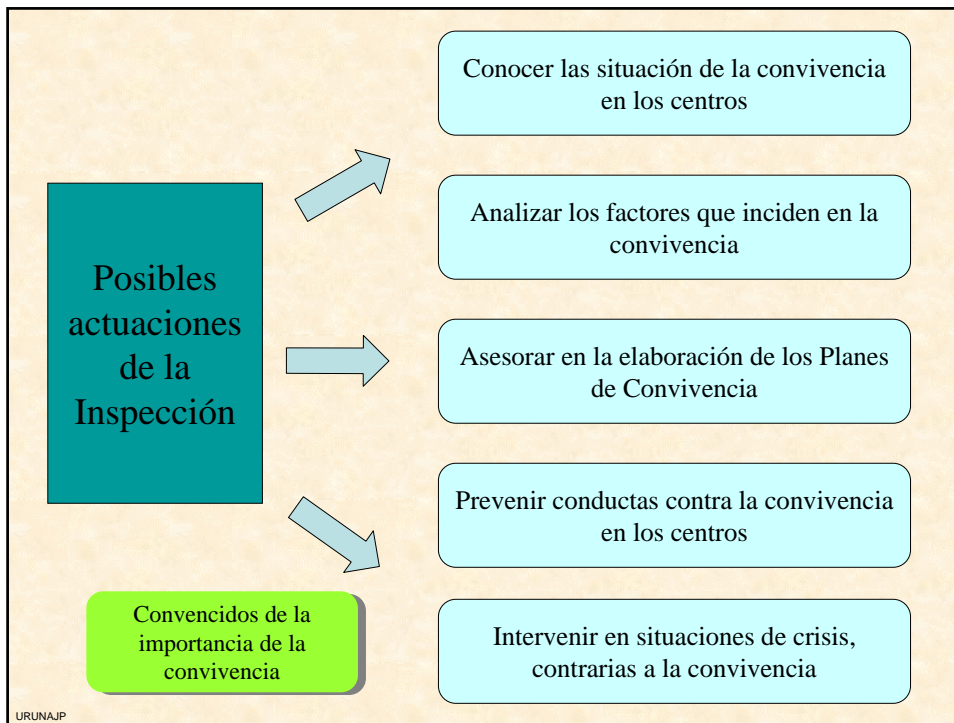 Posibles
actuaciones
de la
Inspección
Conocer las situación de la convivencia
en los centros
Analizar los factores que inciden en la
convivencia
Asesorar en la elaboración de los Planes
de Convivencia
Prevenir conductas contra la convivencia
en los centros
Intervenir en situaciones de crisis,
contrarias a la convivencia
Convencidos de la
importancia de la
convivencia
URUNAJP